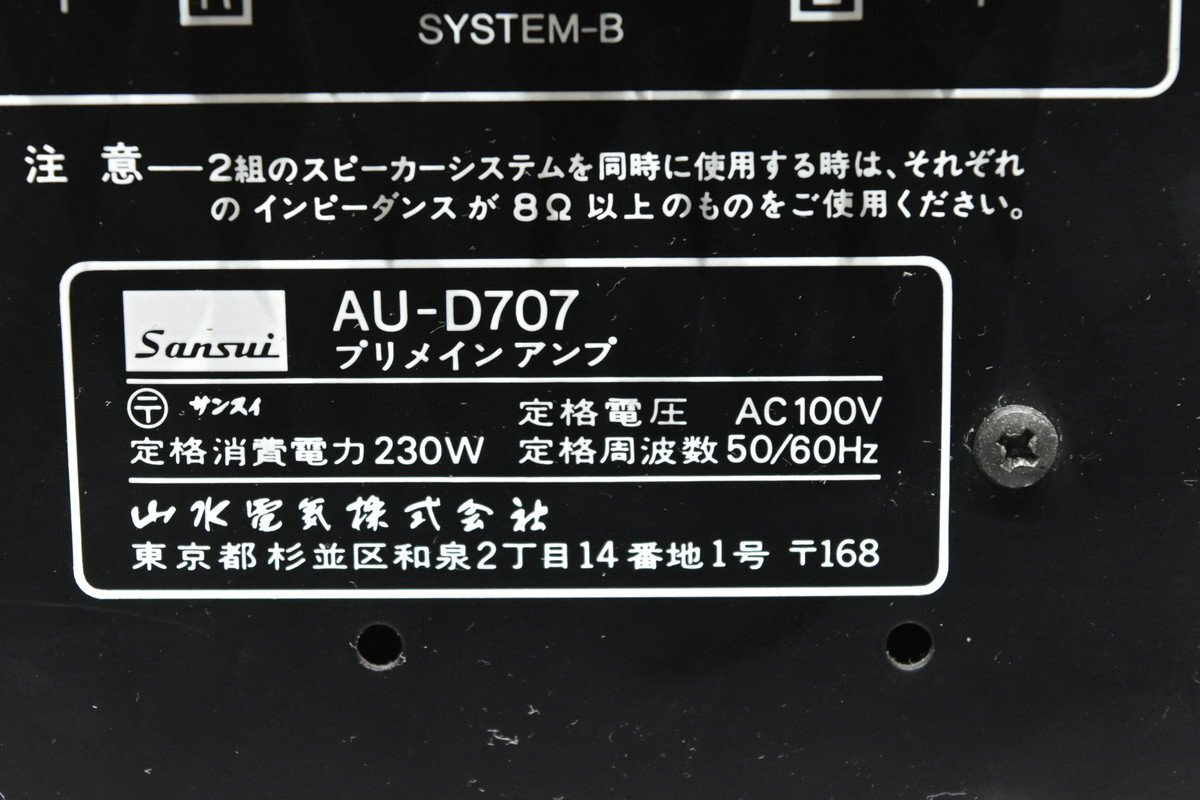 SYSTEM-B
注意—2組のスピーカーシステムを同時に使用する時は、それぞれ
のインピーダンスが8Ω以上のものをご使用ください。
Sansui
AU-D707
プリメインアンプ
〒 サンスイ 定格電圧 AC100V
定格消費電力230W 定格周波数50/60Hz
山水電気株式会社
東京都杉並区和泉2丁目14番地1号 〒168